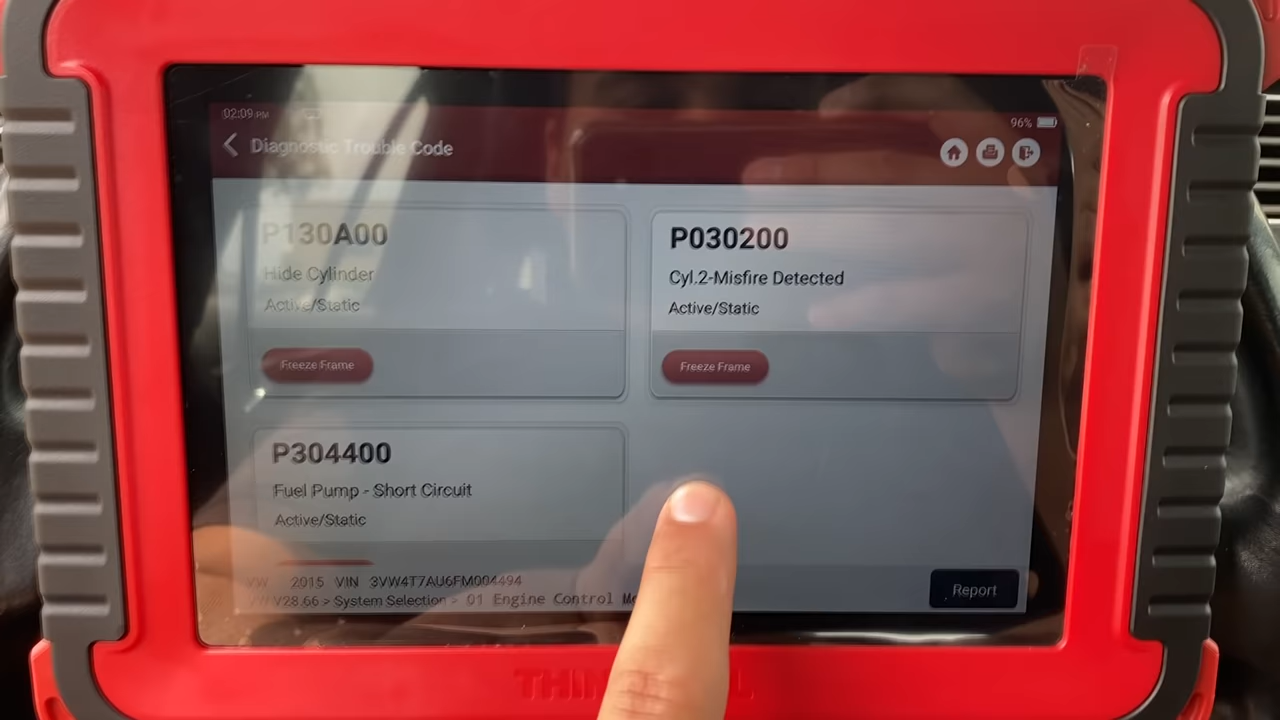 02:09 PM
96%
Diagnostic Trouble Code
P130A00
Hide Cylinder
Active/Static
Freeze Frame
P030200
Cyl.2-Misfire Detected
Active/Static
Freeze Frame
P304400
Fuel Pump - Short Circuit
Active/Static
VW 2015 VIN 3VW4T7AU6FM004494
V28.66 > System Selection > 01 Engine Control
Report